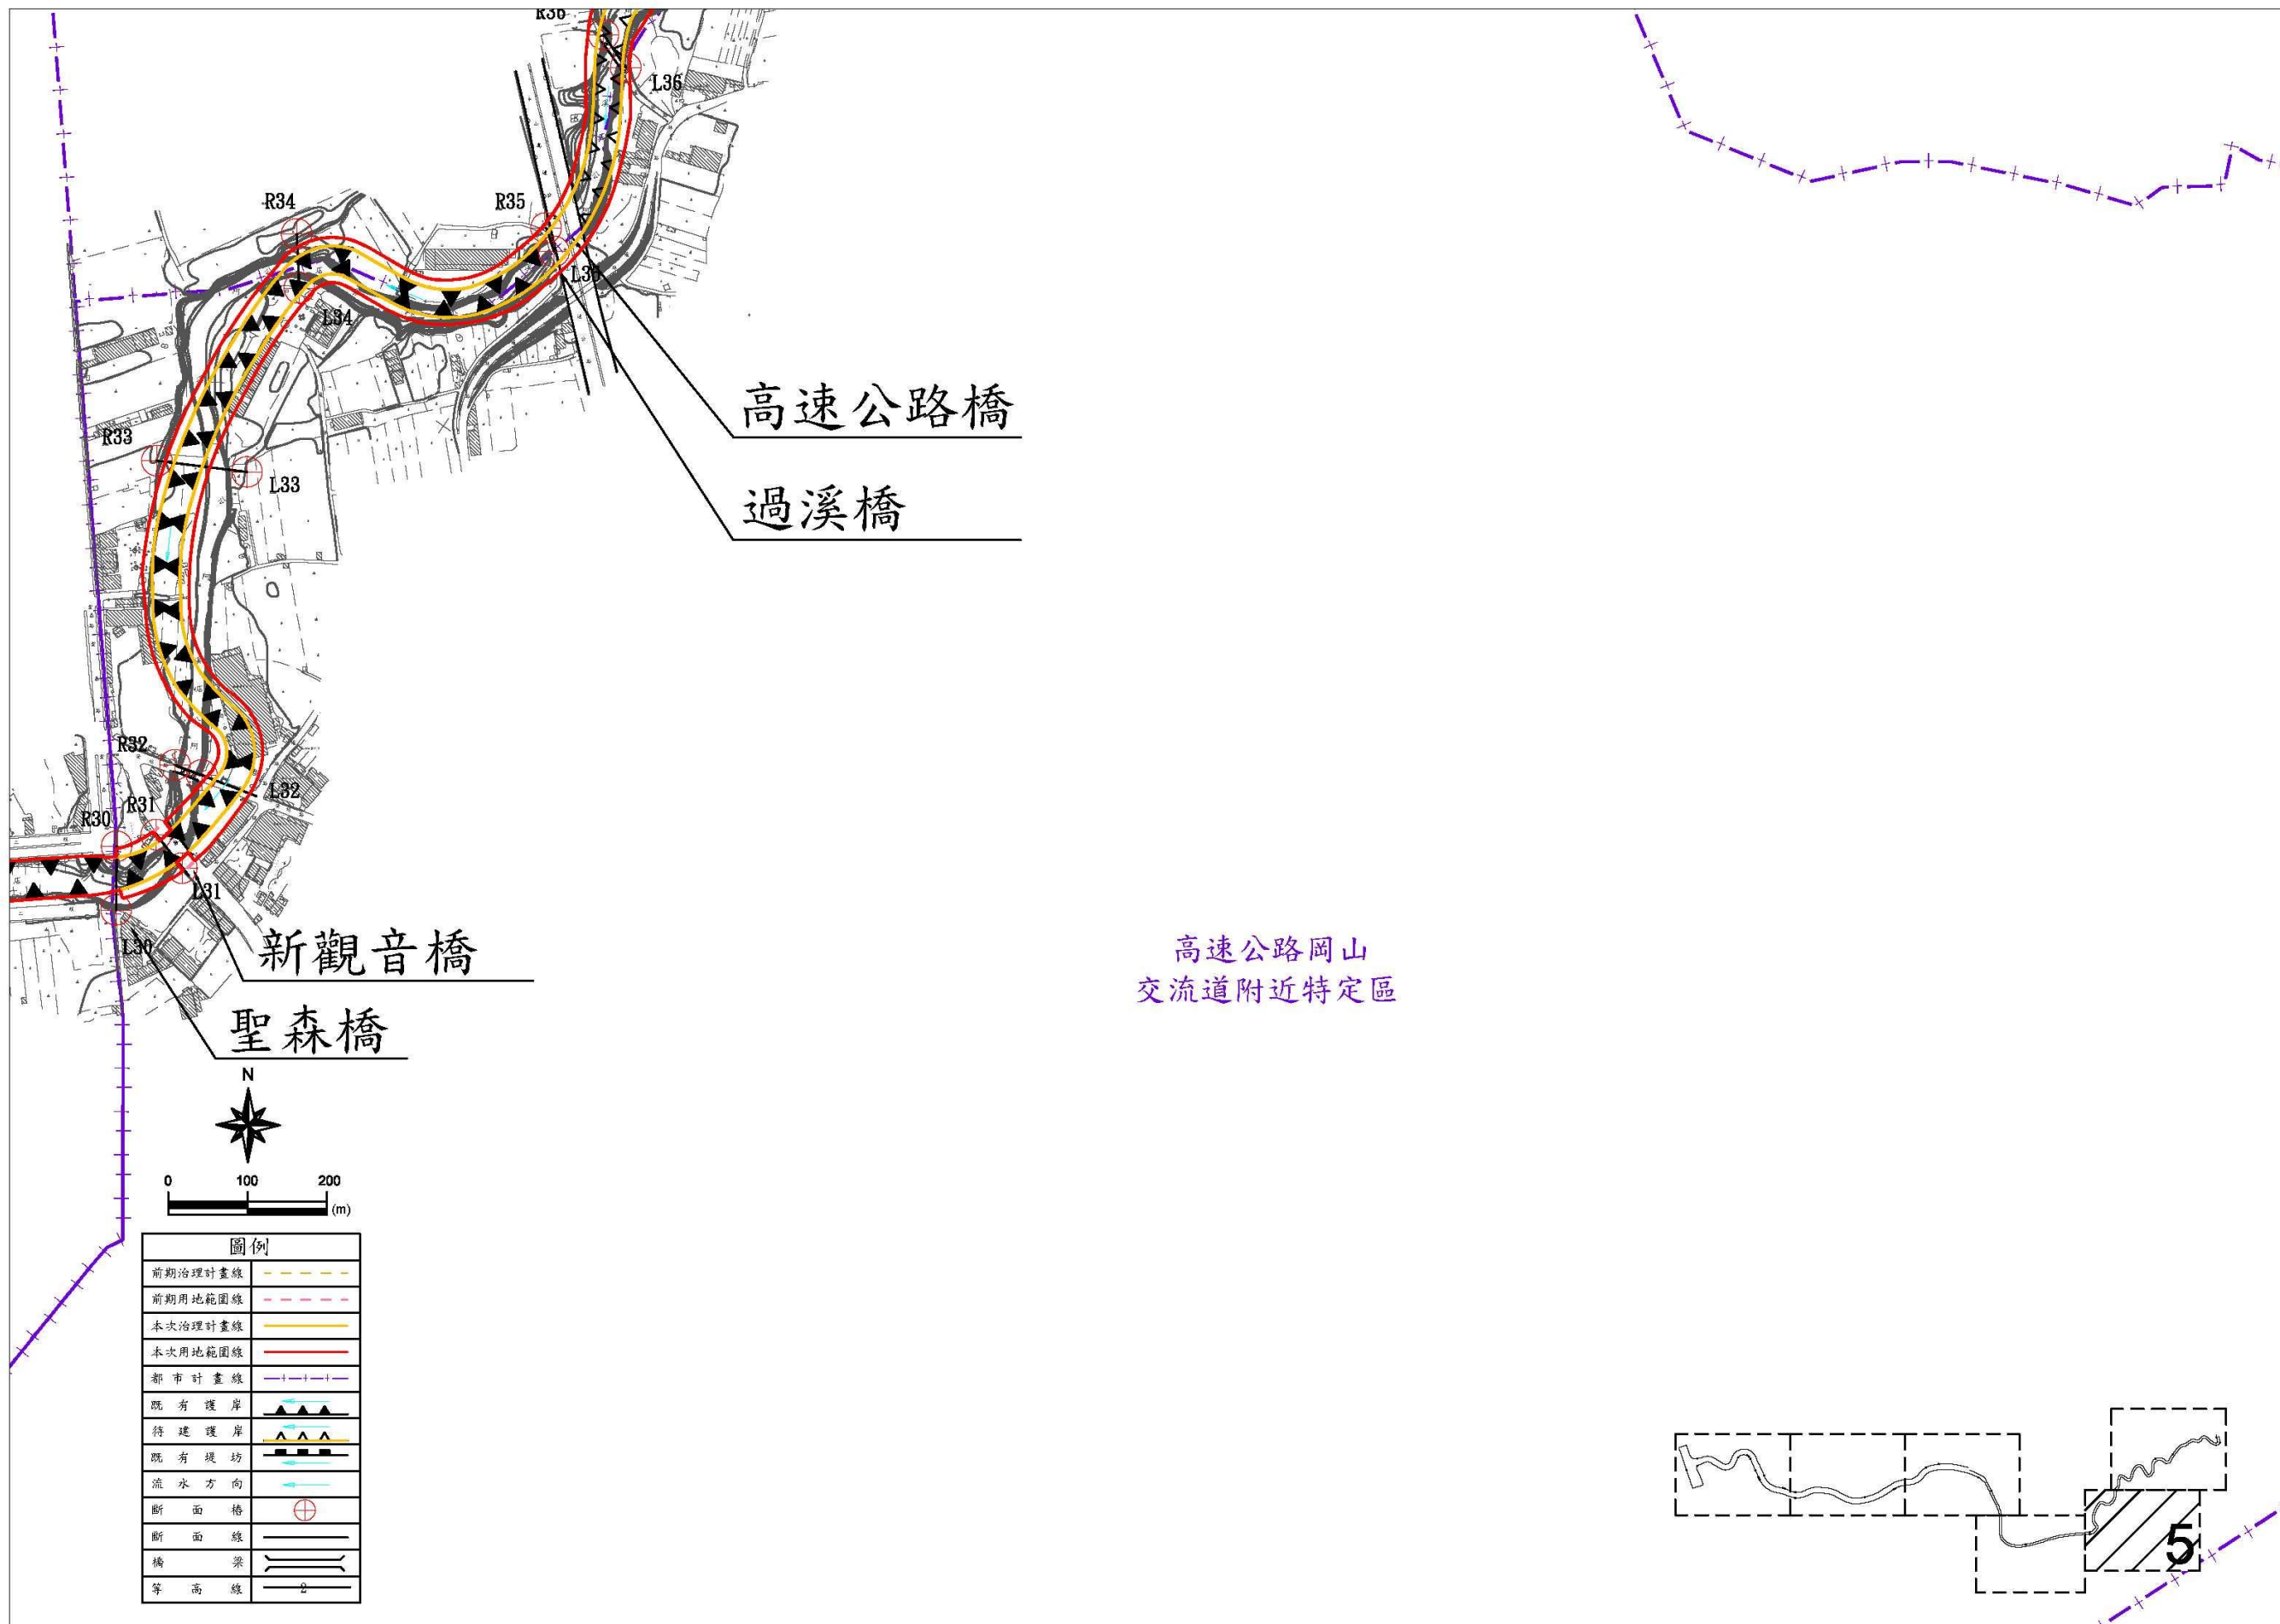 R36
L36
R34
R35
L35
L34
高速公路橋
R33
L33
過溪橋
R32
L32
R31
R30
L31
L30
新觀音橋
高速公路岡山
交流道附近特定區
聖森橋
N
0 100 200
(m)
圖例
前期治理計畫線
前期用地範圍線
本次治理計畫線
本次用地範圍線
都市計畫線
既有護岸
待建護岸
既有堤坊
流水方向
斷面樁
斷面線
橋梁
等高線 2
5